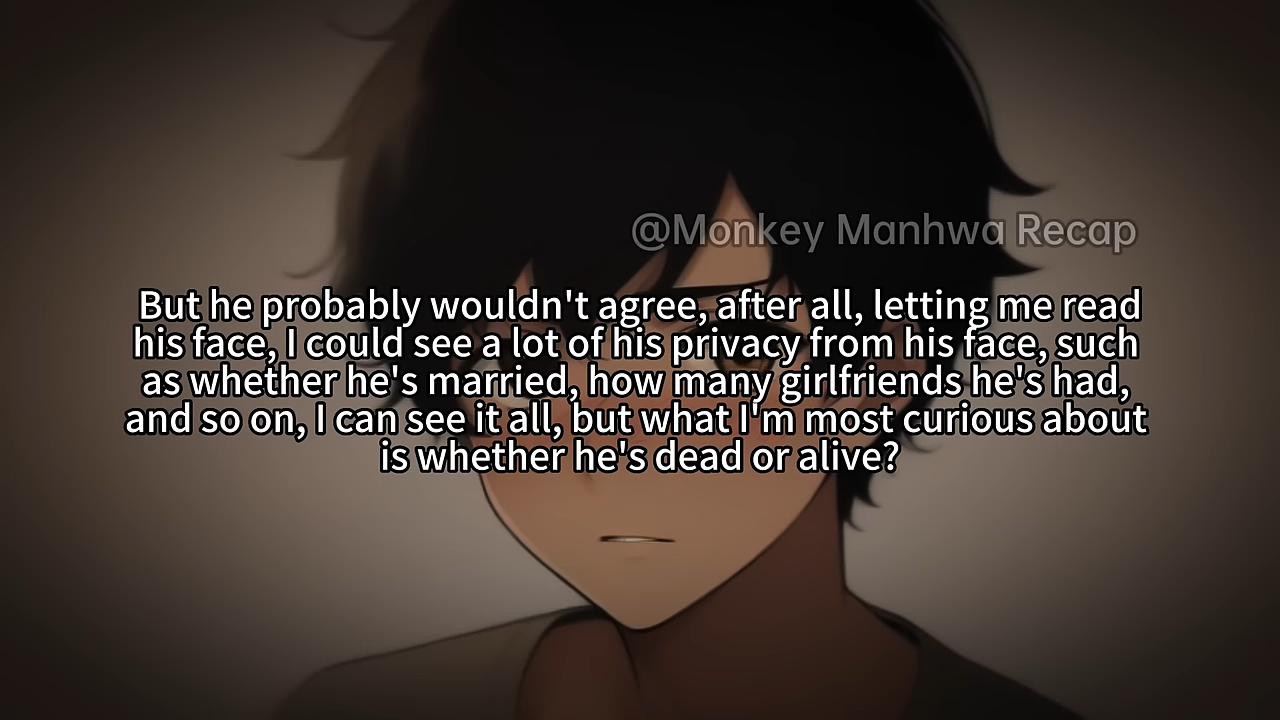 @Monkey Manhwa Recap
But he probably wouldn't agree, after all, letting me read
his face, I could see a lot of his privacy from his face, such
as whether he's married, how many girlfriends he's had,
and so on, I can see it all, but what I'm most curious about
is whether he's dead or alive?